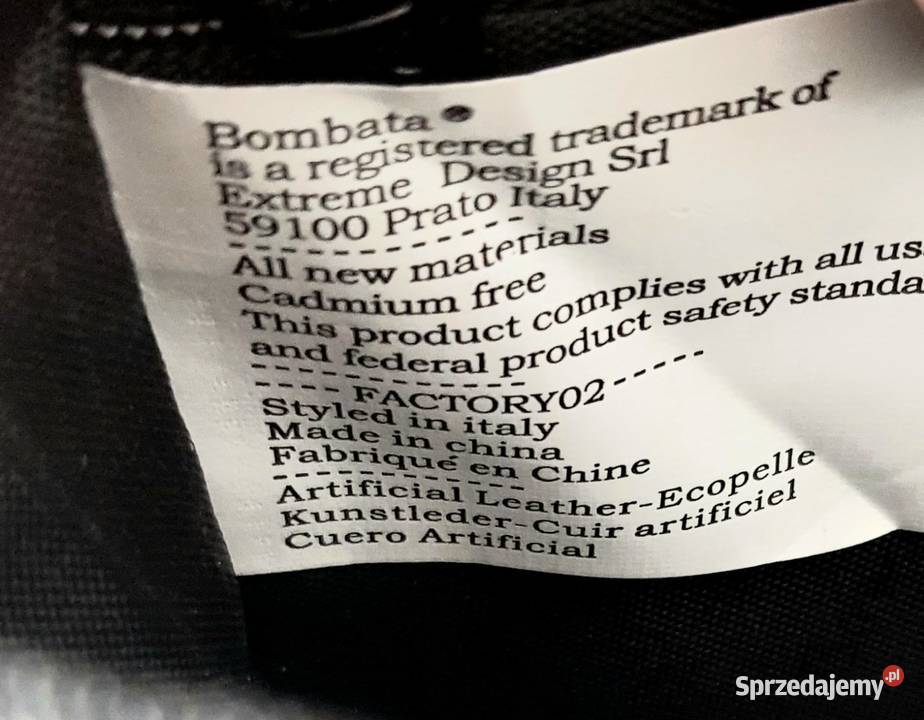 Bombata ®
is a registered trademark of
Extreme Design Srl
59100 Prato Italy
------------
All new materials
Cadmium free
This product complies with all us
and federal product safety standa
------------
----FACTORY02-----
Styled in italy
Made in china
Fabriqué en Chine
------------
Artificial Leather-Ecopelle
Kunstleder-Cuir artificiel
Cuero Artificial
Sprzedajemy.pl